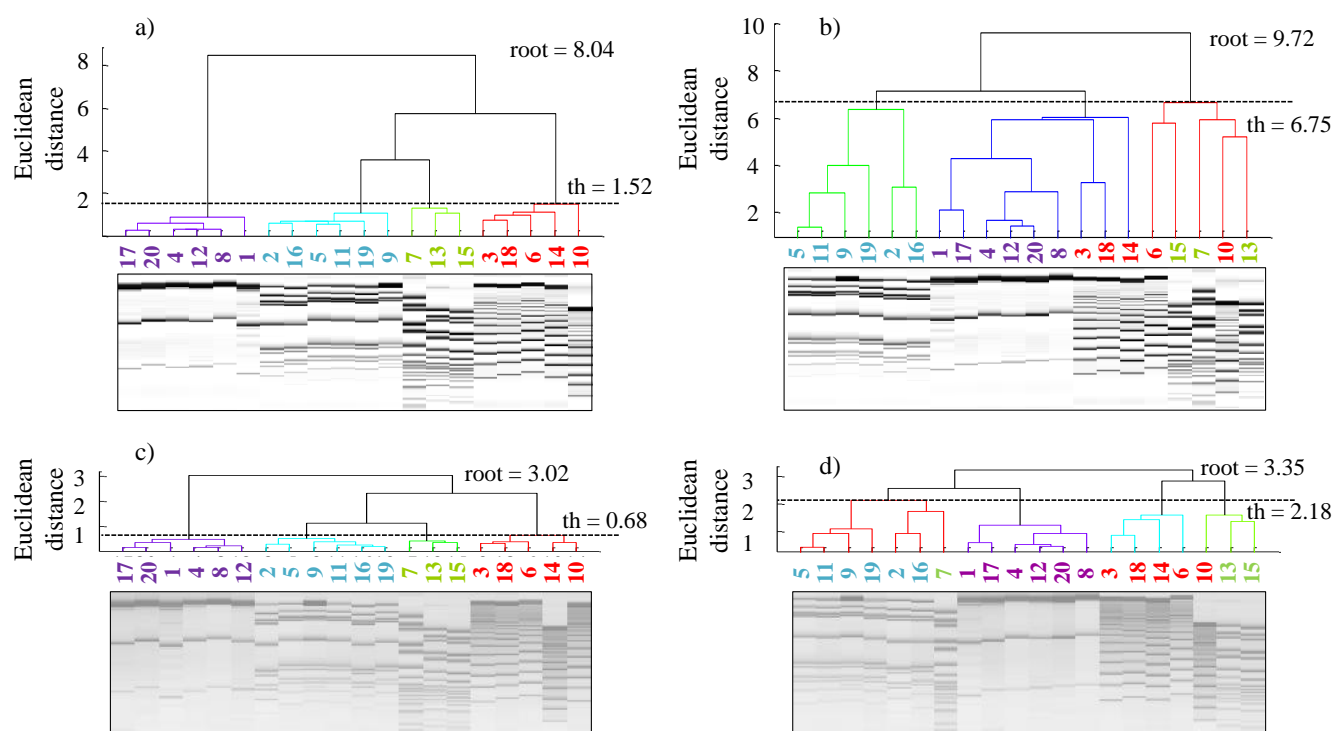 a)
root = 8.04
8
6
4
2
Euclidean
distance
th = 1.52
17 20 4 12 8 1 2 16 5 11 19 9 7 13 15 3 18 6 14 10
b)
root = 9.72
10
8
6
4
2
Euclidean
distance
th = 6.75
5 11 9 19 2 16 1 17 4 12 20 8 3 18 14 6 15 7 10 13
c)
root = 3.02
3
2
1
Euclidean
distance
th = 0.68
17 20 1 4 8 12 2 5 9 11 16 19 7 13 15 3 18 6 14 10
d)
root = 3.35
3
2
1
Euclidean
distance
th = 2.18
5 11 9 19 2 16 7 1 17 4 12 20 8 3 18 14 6 10 13 15